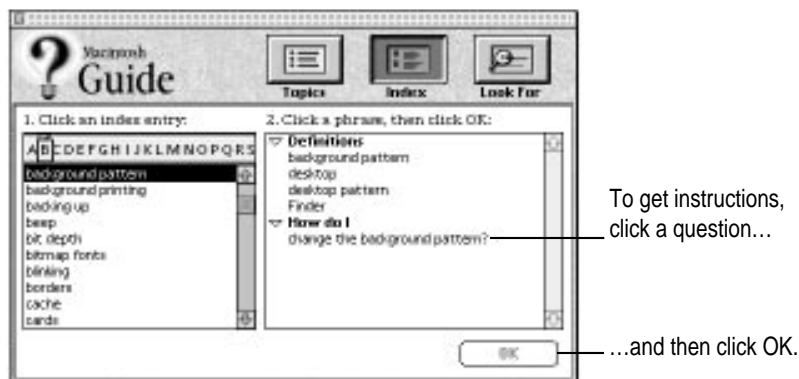 Macintosh
Guide
Topics
Index
Look For
1. Click an index entry:
2. Click a phrase, then click OK:
A B C D E F G H I J K L M N O P Q R S
background pattern
background printing
backing up
beep
bit depth
bitmap fonts
blinking
borders
cache
cards
Definitions
background pattern
desktop
desktop pattern
Finder
How do I
change the background pattern?
OK
To get instructions,
click a question…
…and then click OK.